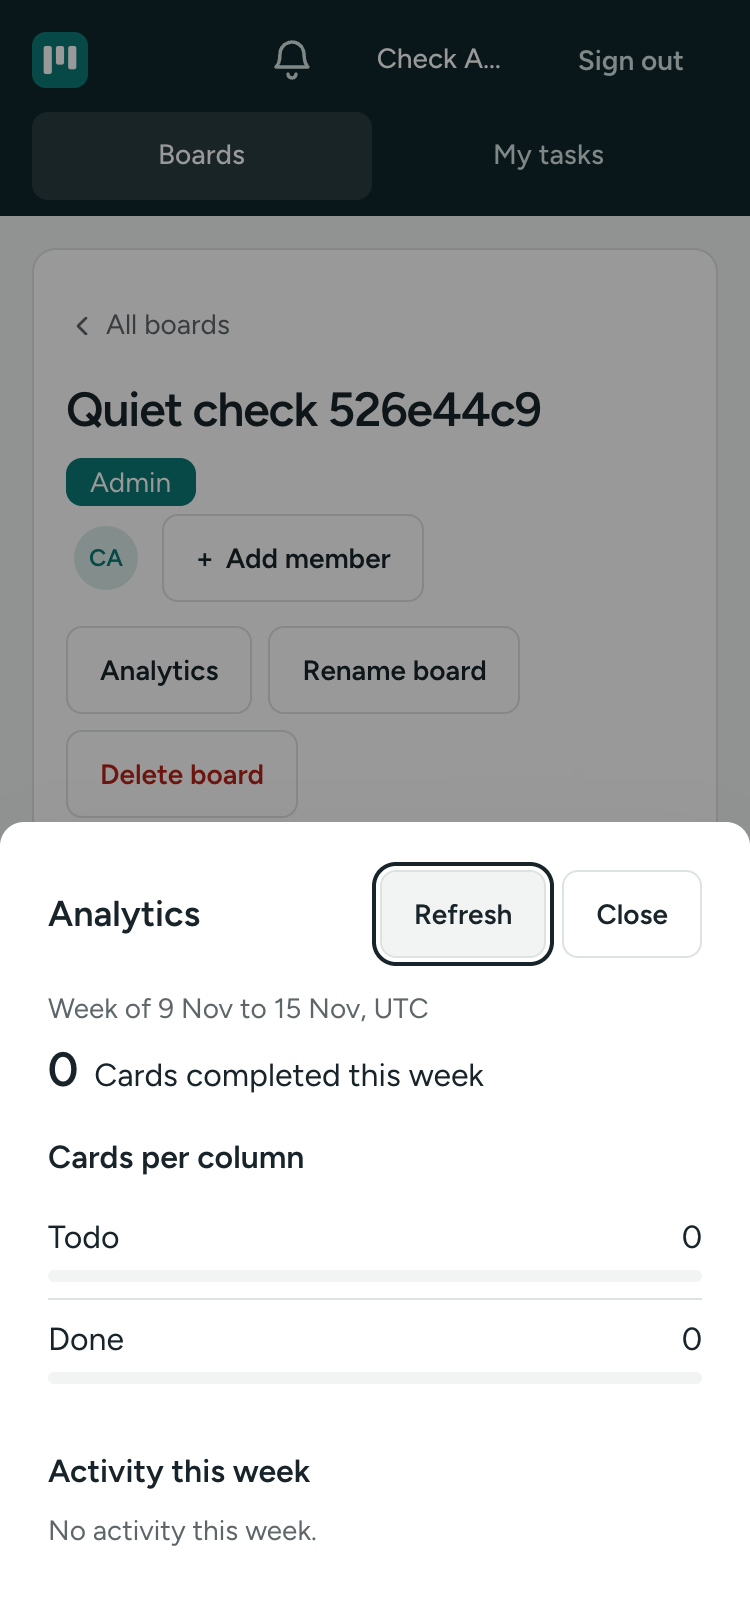 Check A...
Sign out
Boards
My tasks
All boards
Quiet check 526e44c9
Admin
CA
+ Add member
Analytics
Rename board
Delete board
Analytics
Refresh
Close
Week of 9 Nov to 15 Nov, UTC
0 Cards completed this week
Cards per column
Todo 0
Done 0
Activity this week
No activity this week.